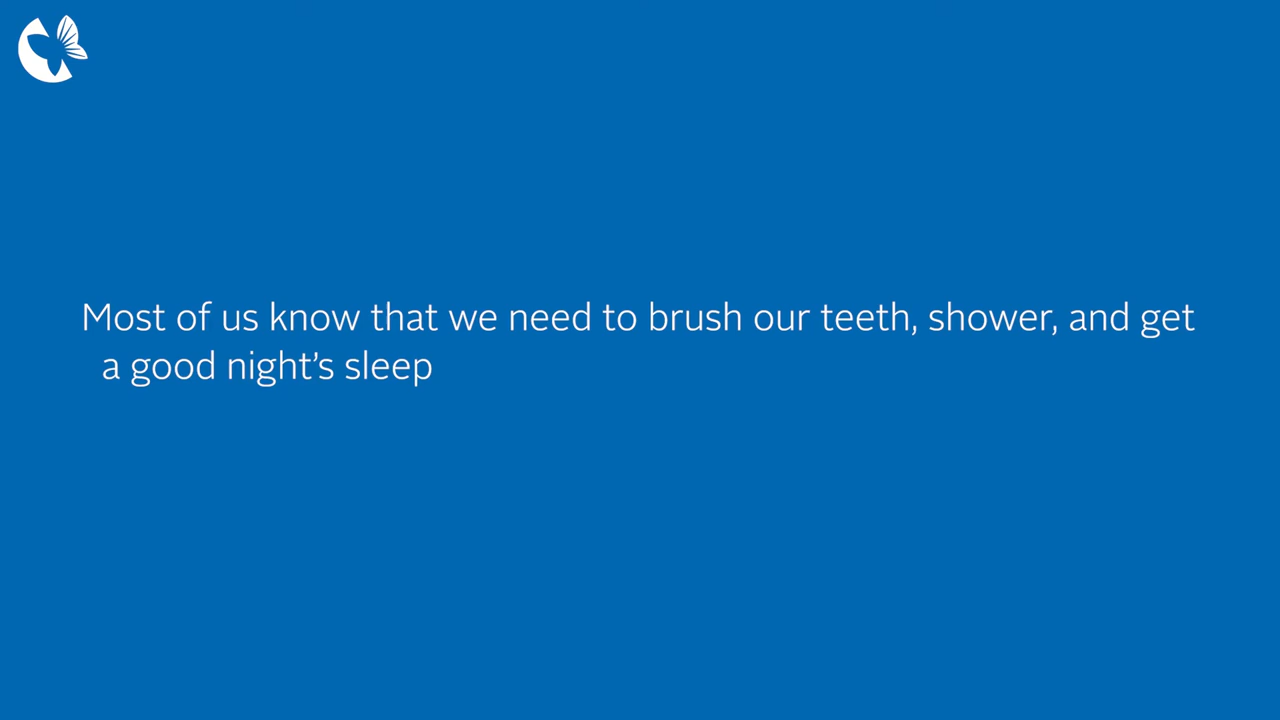 Most of us know that we need to brush our teeth, shower, and get
a good night’s sleep